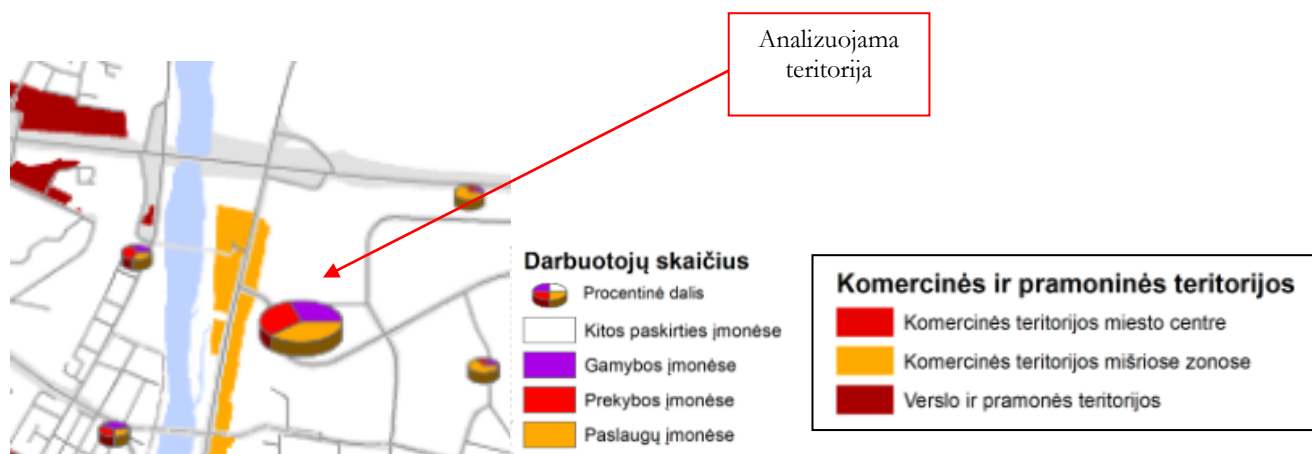 Analizuojama
teritorija
Darbuotojų skaičius
Procentinė dalis
Kitos paskirties įmonėse
Gamybos įmonėse
Prekybos įmonėse
Paslaugų įmonėse
Komercinės ir pramoninės teritorijos
Komercinės teritorijos miesto centre
Komercinės teritorijos mišriose zonose
Verslo ir pramonės teritorijos